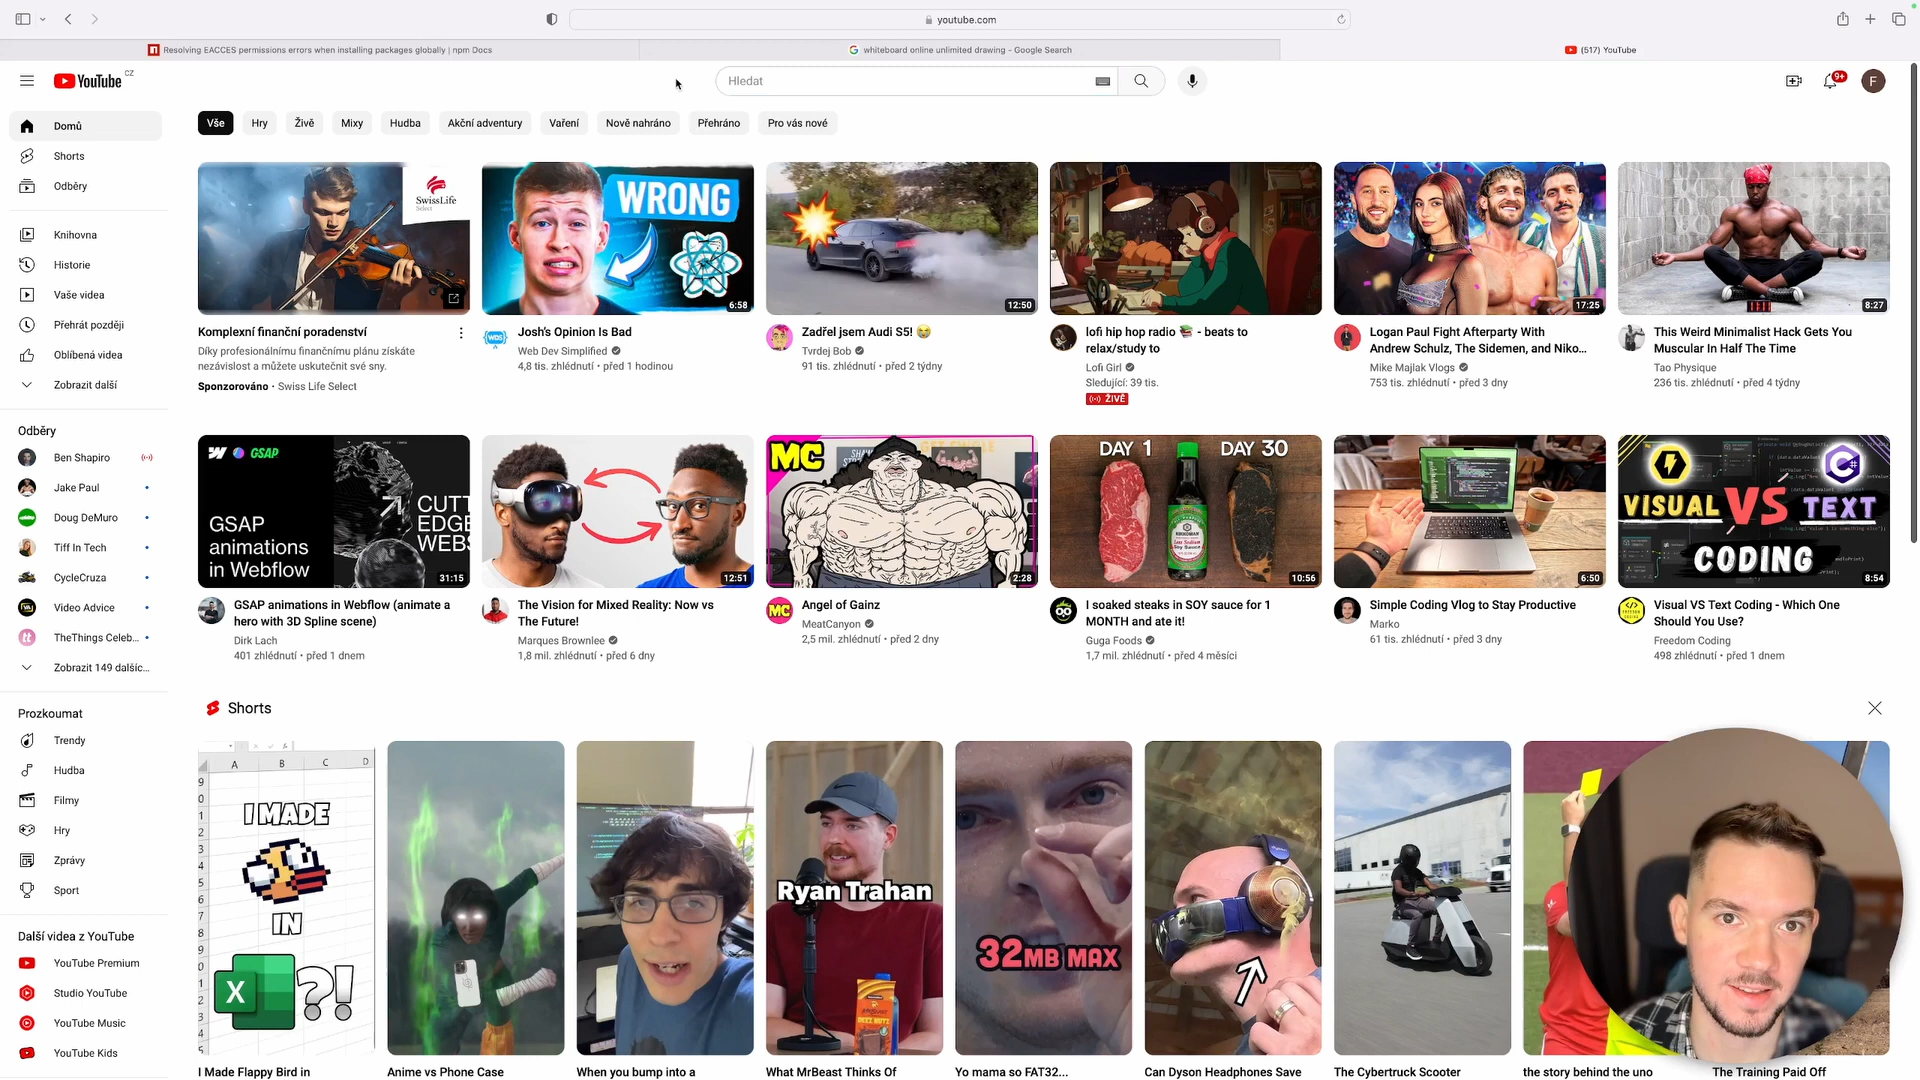 youtube.com
Resolving EACCES permissions errors when installing packages globally | npm Docs
whiteboard online unlimited drawing - Google Search
(517) YouTube
YouTube CZ
Hledat
9+
F
Vše
Hry
Živě
Mixy
Hudba
Akční adventury
Vaření
Nově nahráno
Přehráno
Pro vás nové
Domů
Shorts
Odběry
Knihovna
Historie
Vaše videa
Přehrát později
Oblíbená videa
Zobrazit další
Odběry
Ben Shapiro
Jake Paul
Doug DeMuro
Tiff In Tech
CycleCruza
Video Advice
TheThings Celeb...
Zobrazit 149 dalšíc...
Prozkoumat
Trendy
Hudba
Filmy
Hry
Zprávy
Sport
Další videa z YouTube
YouTube Premium
Studio YouTube
YouTube Music
YouTube Kids
SwissLife
Select
Komplexní finanční poradenství
Díky profesionálnímu finančnímu plánu získáte
nezávislost a můžete uskutečnit své sny.
Sponzorováno · Swiss Life Select
WRONG
6:58
WDS
Josh's Opinion Is Bad
Web Dev Simplified
4,8 tis. zhlédnutí • před 1 hodinou
12:50
Zadřel jsem Audi S5! 😂
Tvrdej Bob
91 tis. zhlédnutí • před 2 týdny
lofi hip hop radio 📚 - beats to
relax/study to
Lofi Girl
Sledující: 39 tis.
ŽIVĚ
17:25
Logan Paul Fight Afterparty With
Andrew Schulz, The Sidemen, and Niko...
Mike Majlak Vlogs
753 tis. zhlédnutí • před 3 dny
8:27
This Weird Minimalist Hack Gets You
Muscular In Half The Time
Tao Physique
236 tis. zhlédnutí • před 4 týdny
GSAP
GSAP
animations
in Webflow
CUTT
EDGE
WEBS
31:15
GSAP animations in Webflow (animate a
hero with 3D Spline scene)
Dirk Lach
401 zhlédnutí • před 1 dnem
12:51
The Vision for Mixed Reality: Now vs
The Future!
Marques Brownlee
1,8 mil. zhlédnutí • před 6 dny
MC
2:28
MC
Angel of Gainz
MeatCanyon
2,5 mil. zhlédnutí • před 2 dny
DAY 1
DAY 30
KIKKOMAN
Soy Sauce
10:56
I soaked steaks in SOY sauce for 1
MONTH and ate it!
Guga Foods
1,7 mil. zhlédnutí • před 4 měsíci
6:50
Simple Coding Vlog to Stay Productive
Marko
61 tis. zhlédnutí • před 3 dny
VISUAL VS TEXT
CODING
8:54
Visual VS Text Coding - Which One
Should You Use?
Freedom Coding
498 zhlédnutí • před 1 dnem
Shorts
A B C D
I MADE
IN
X ?!
I Made Flappy Bird in
Anime vs Phone Case
When you bump into a
Ryan Trahan
What MrBeast Thinks Of
32MB MAX
Yo mama so FAT32...
Can Dyson Headphones Save
The Cybertruck Scooter
the story behind the uno
The Training Paid Off